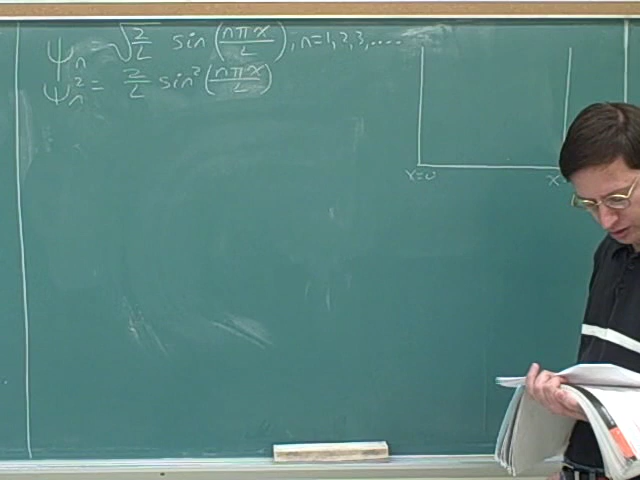 ψn = √(2/L) sin (nπx/L), n=1,2,3,....
ψn² = 2/L sin² (nπx/L)
x=0 x